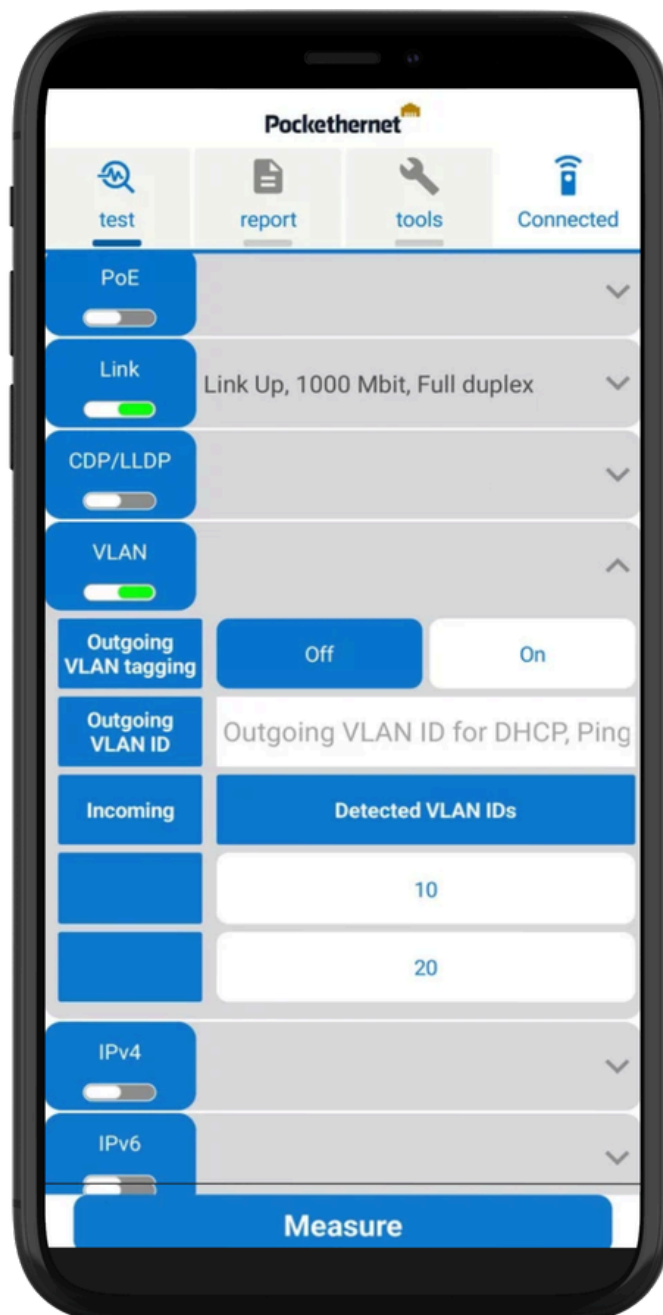 Pockethernet
test
report
tools
Connected
PoE
Link
Link Up, 1000 Mbit, Full duplex
CDP/LLDP
VLAN
Outgoing
VLAN tagging
Off
On
Outgoing
VLAN ID
Outgoing VLAN ID for DHCP, Ping
Incoming
Detected VLAN IDs
10
20
IPv4
IPv6
Measure